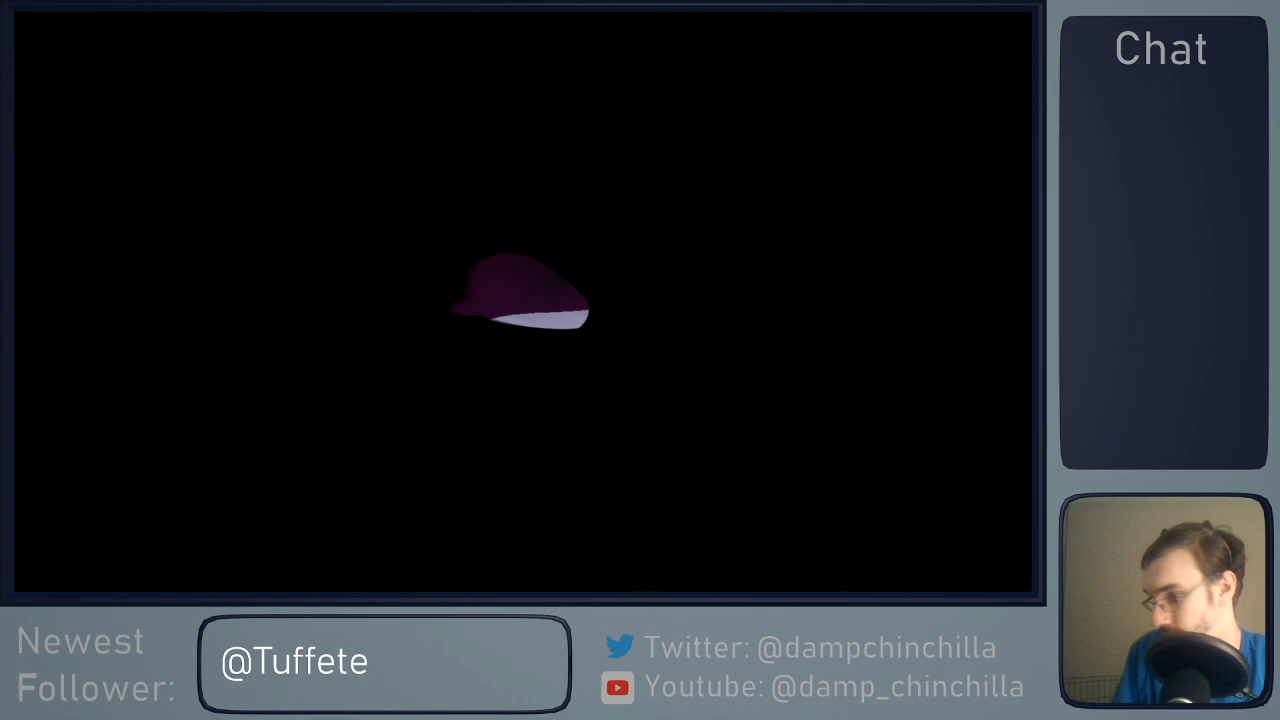 Chat
Newest
Follower:
@Tuffete
Twitter: @dampchinchilla
Youtube: @damp_chinchilla